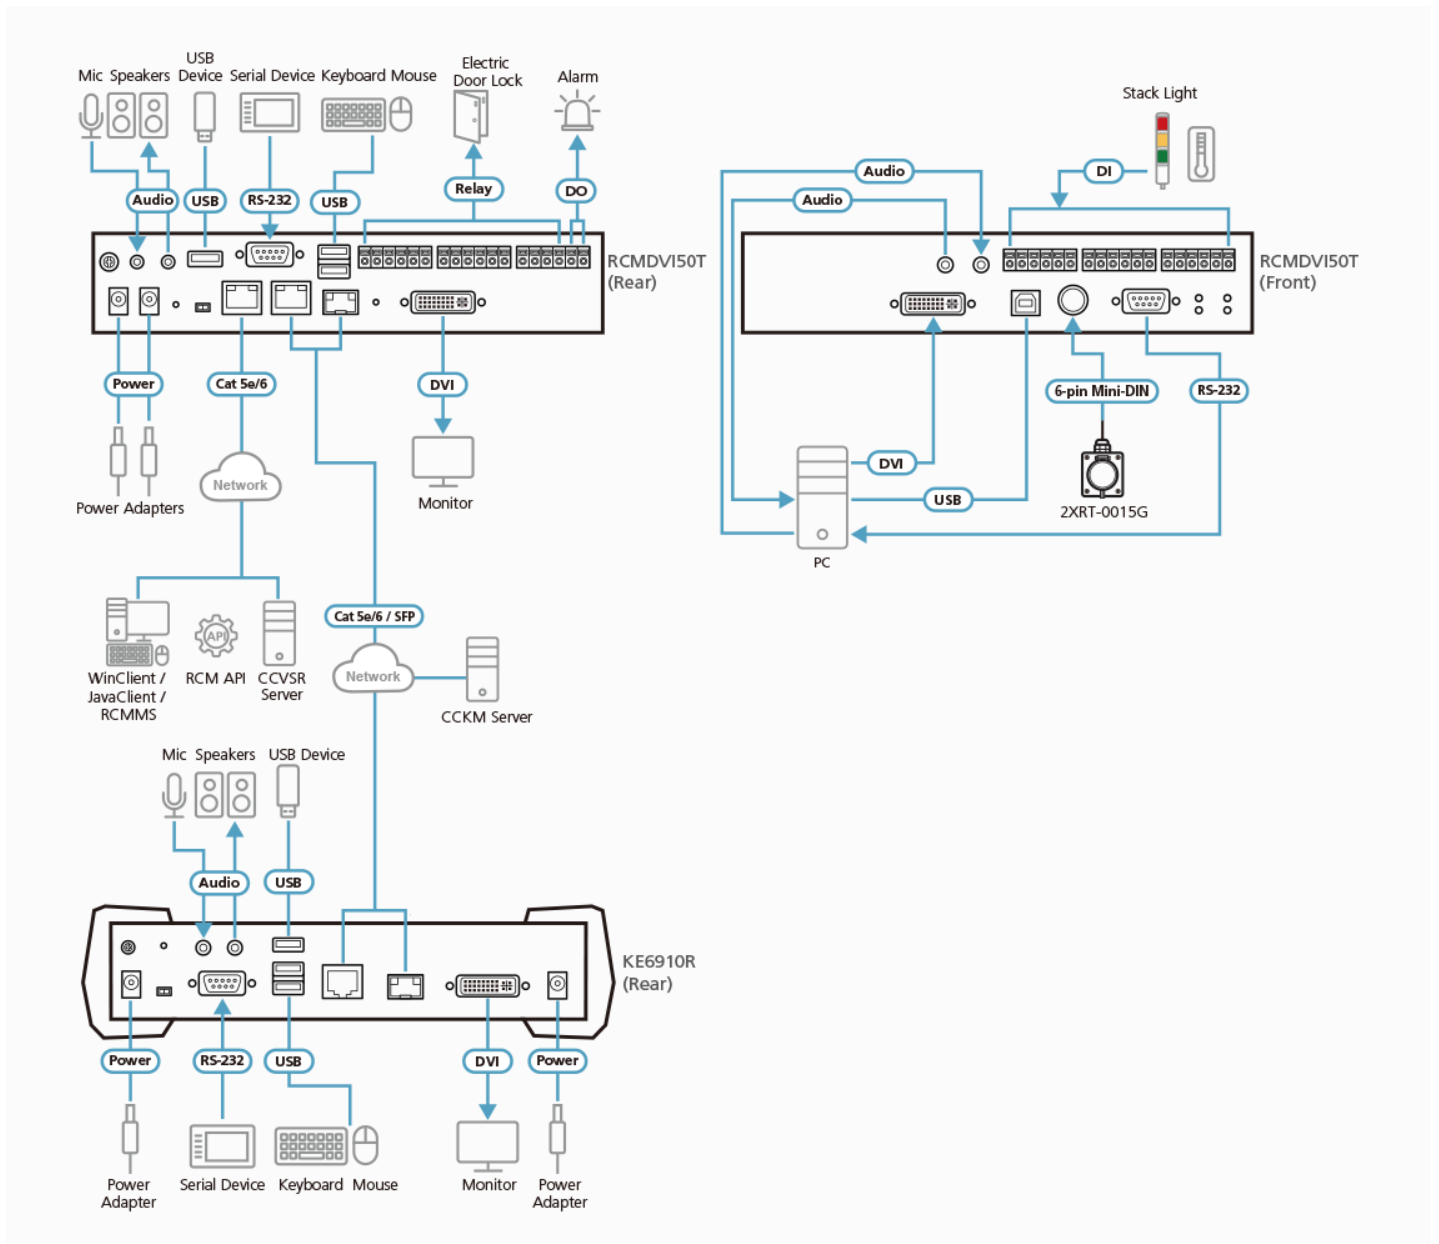 Mic Speakers
USB
Device
Serial Device
Keyboard Mouse
Electric
Door Lock
Alarm
Audio
USB
RS-232
USB
Relay
DO
RCMDVI50T
(Rear)
Power
Cat 5e/6
DVI
Power Adapters
Network
Monitor
Stack Light
Audio
DI
Audio
RCMDVI50T
(Front)
6-pin Mini-DIN
RS-232
DVI
USB
2XRT-0015G
PC
Cat 5e/6 / SFP
API
WinClient /
JavaClient /
RCMMS
RCM API
CCVSR
Server
Network
CCKM Server
Mic Speakers
USB Device
Audio
USB
KE6910R
(Rear)
Power
RS-232
USB
DVI
Power
Power
Adapter
Serial Device
Keyboard Mouse
Monitor
Power
Adapter